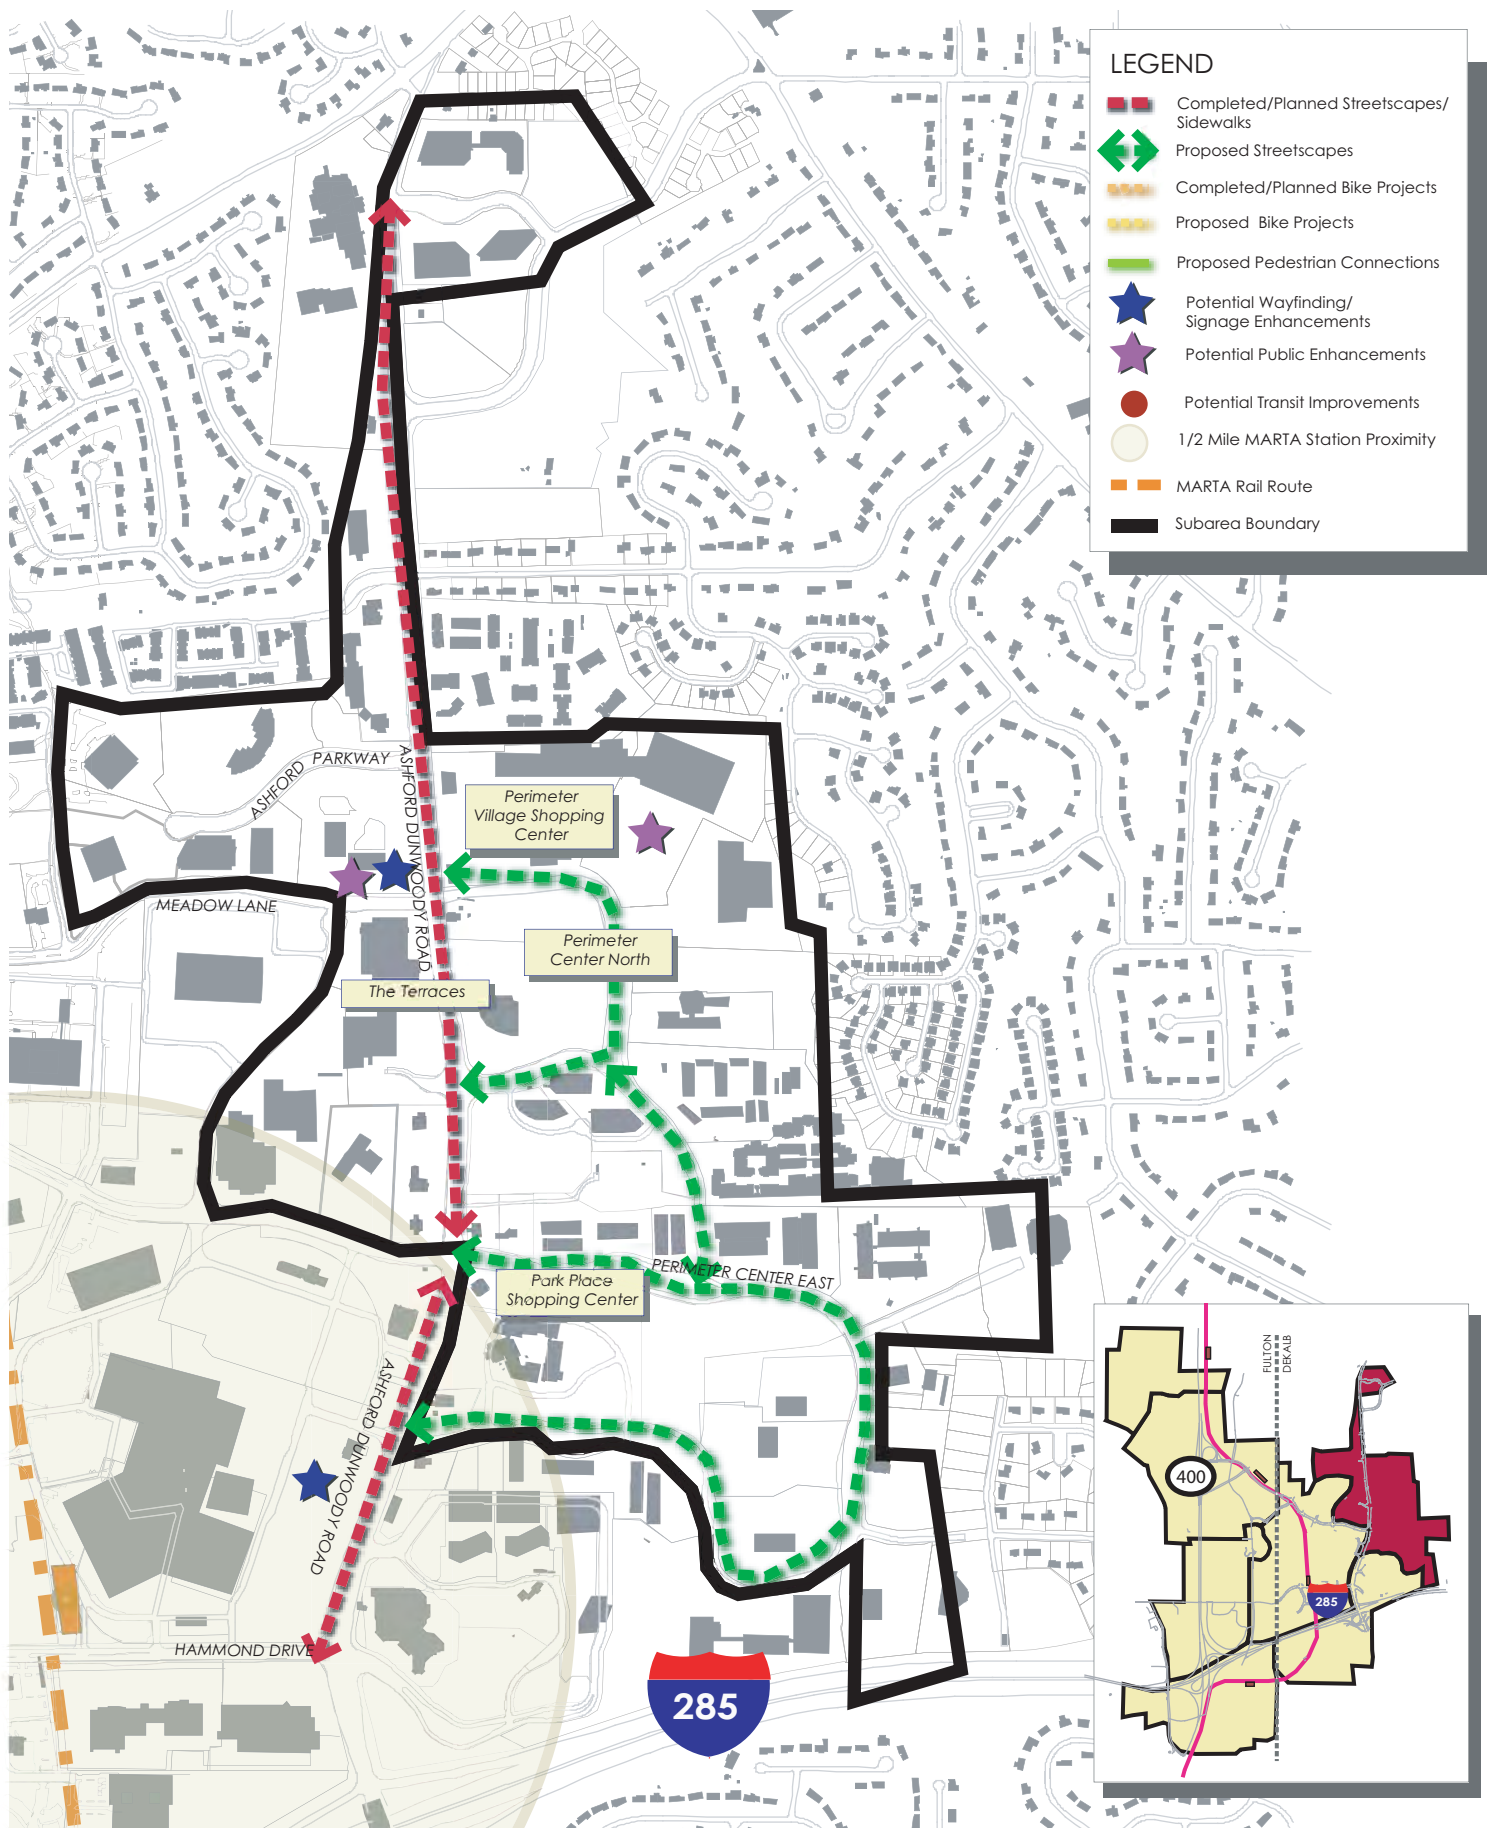 LEGEND
Completed/Planned Streetscapes/
Sidewalks
Proposed Streetscapes
Completed/Planned Bike Projects
Proposed Bike Projects
Proposed Pedestrian Connections
Potential Wayfinding/
Signage Enhancements
Potential Public Enhancements
Potential Transit Improvements
1/2 Mile MARTA Station Proximity
MARTA Rail Route
Subarea Boundary
ASHFORD PARKWAY
ASHFORD DUNWOODY ROAD
Perimeter
Village Shopping
Center
MEADOW LANE
Perimeter
Center North
The Terraces
PERIMETER CENTER EAST
Park Place
Shopping Center
ASHFORD DUNWOODY ROAD
HAMMOND DRIVE
285
FULTON
DEKALB
400
285